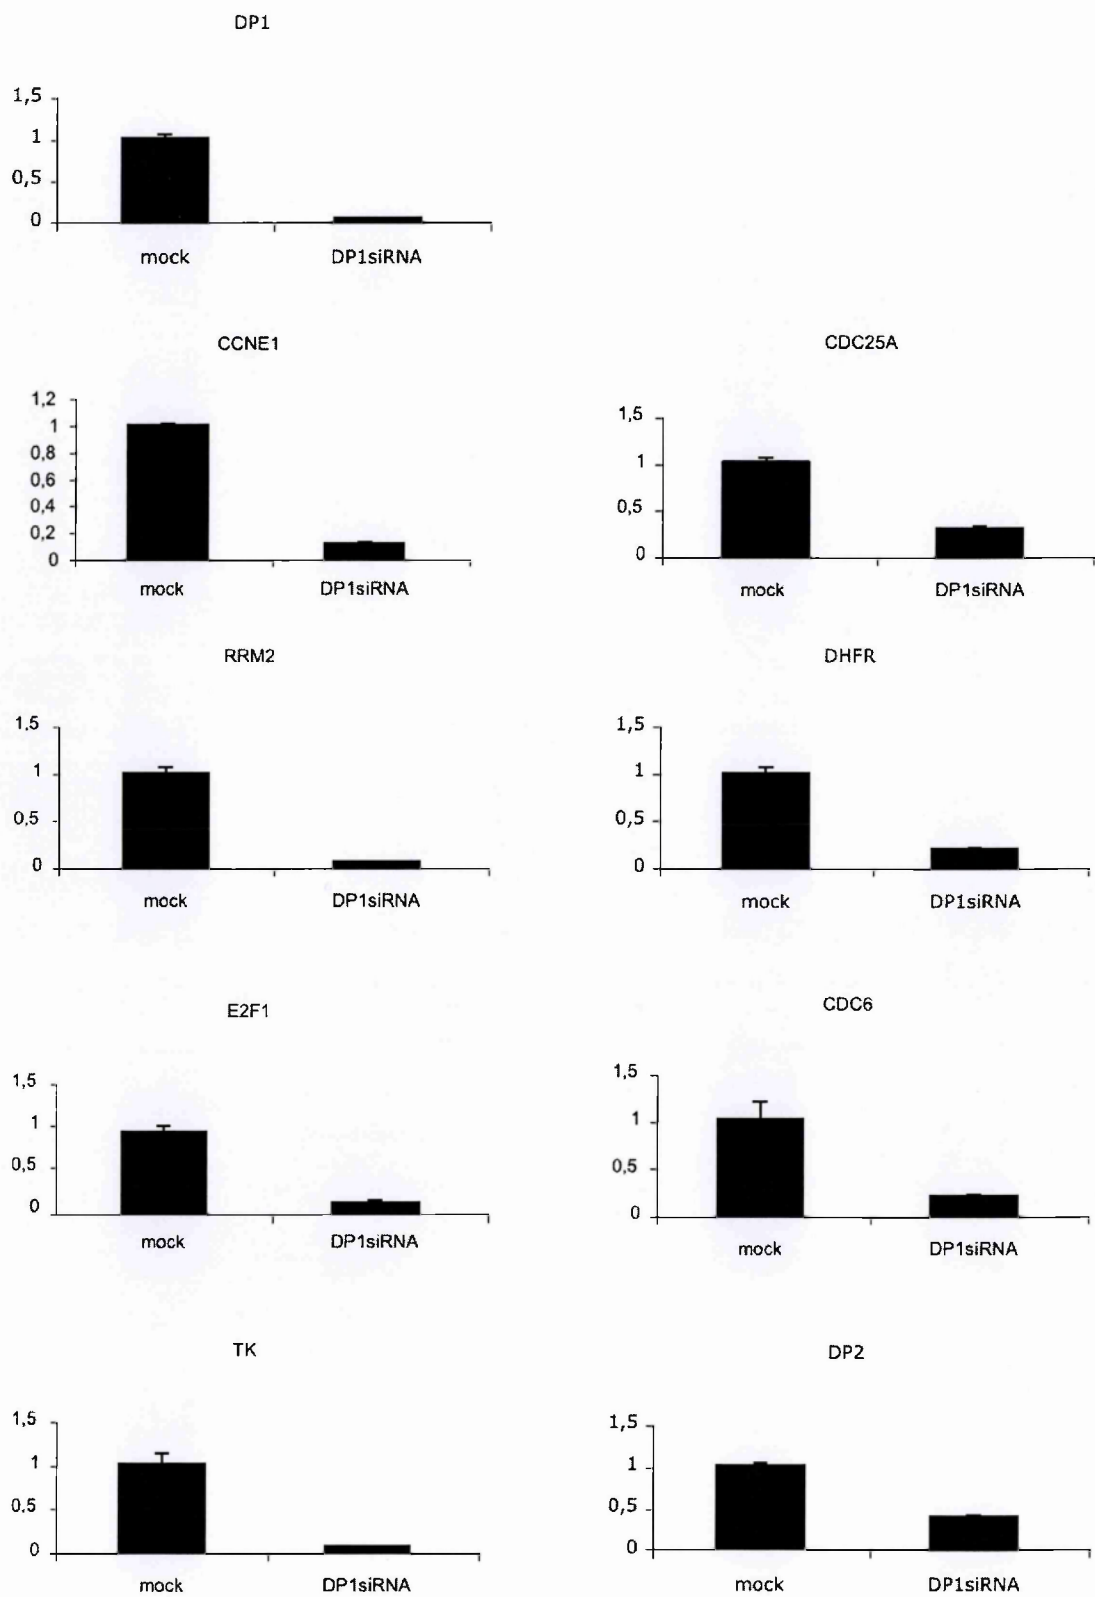 DP1
1,5
1
0,5
0
mock DP1siRNA
CCNE1
1,2
1
0,8
0,6
0,4
0,2
0
mock DP1siRNA
CDC25A
1,5
1
0,5
0
mock DP1siRNA
RRM2
1,5
1
0,5
0
mock DP1siRNA
DHFR
1,5
1
0,5
0
mock DP1siRNA
E2F1
1,5
1
0,5
0
mock DP1siRNA
CDC6
1,5
1
0,5
0
mock DP1siRNA
TK
1,5
1
0,5
0
mock DP1siRNA
DP2
1,5
1
0,5
0
mock DP1siRNA